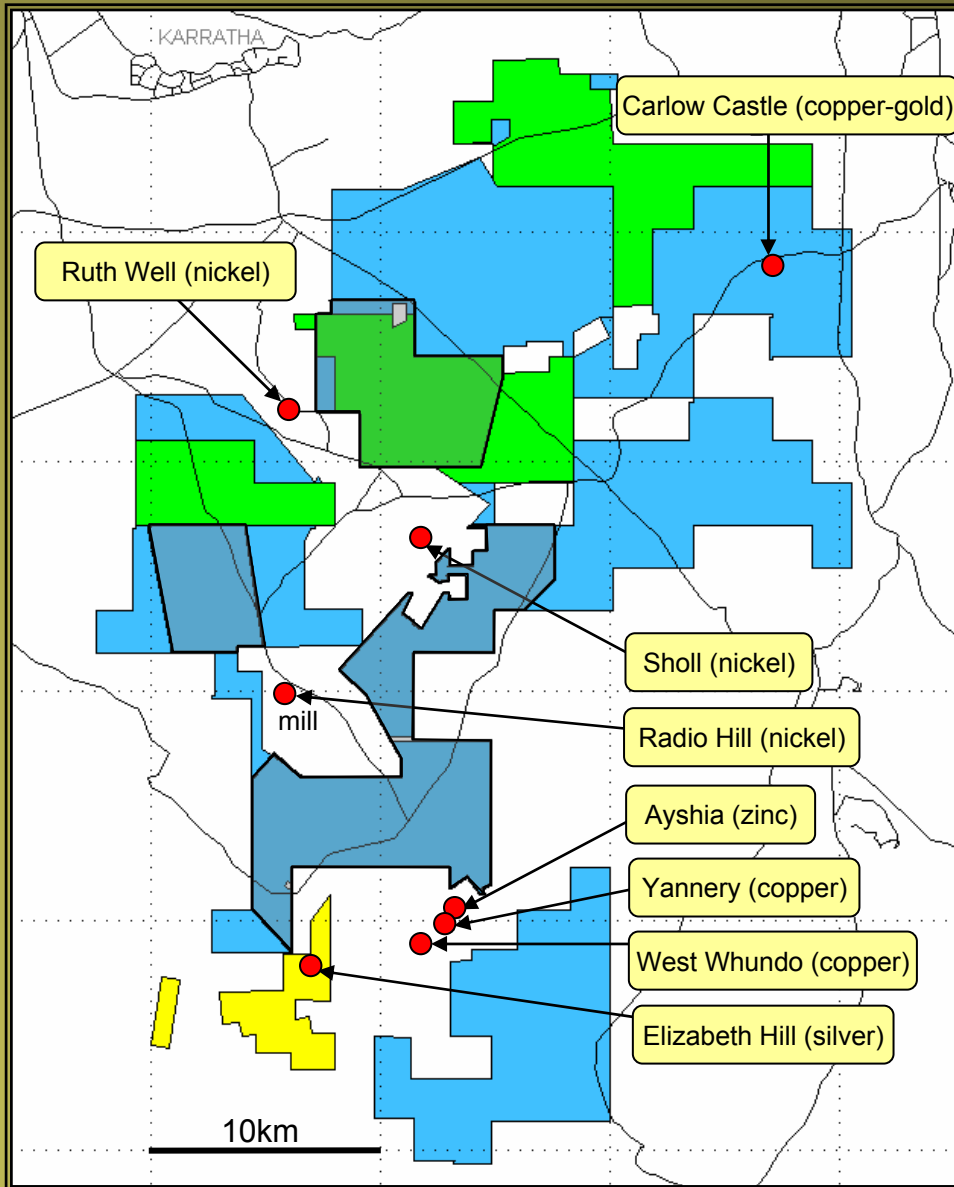 KARRATHA
Carlow Castle (copper-gold)
Ruth Well (nickel)
Sholl (nickel)
mill
Radio Hill (nickel)
Ayshia (zinc)
Yannery (copper)
West Whundo (copper)
Elizabeth Hill (silver)
10km